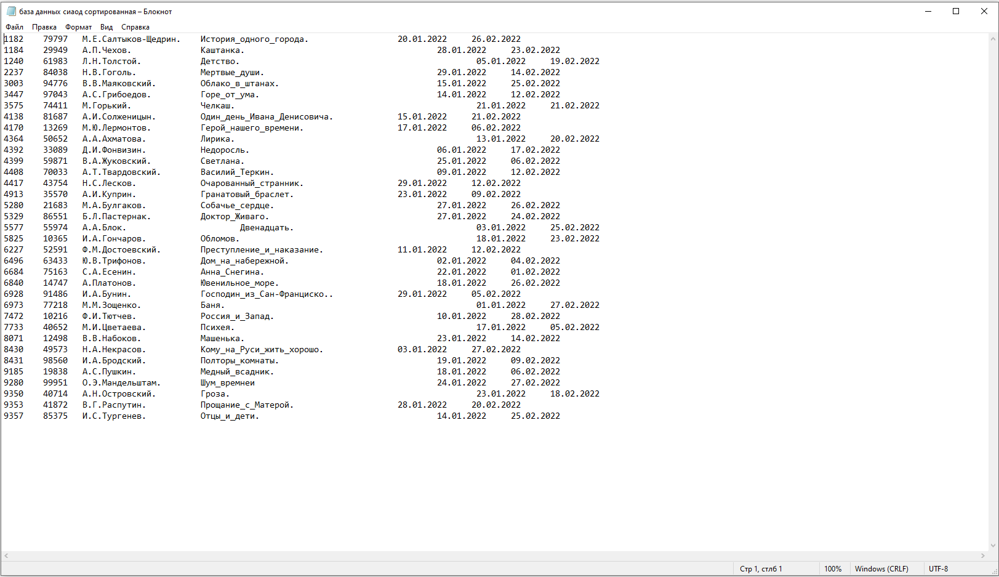 база данных сиаод сортированная – Блокнот
Файл Правка Формат Вид Справка
1182 79797 М.Е.Салтыков-Щедрин. История_одного_города. 20.01.2022 26.02.2022
1184 29949 А.П.Чехов. Каштанка. 28.01.2022 23.02.2022
1240 61983 Л.Н.Толстой. Детство. 05.01.2022 19.02.2022
2237 84038 Н.В.Гоголь. Мертвые_души. 29.01.2022 14.02.2022
3003 94776 В.В.Маяковский. Облако_в_штанах. 15.01.2022 25.02.2022
3447 97043 А.С.Грибоедов. Горе_от_ума. 14.01.2022 12.02.2022
3575 74411 М.Горький. Челкаш. 21.01.2022 21.02.2022
4138 81687 А.И.Солженицын. Один_день_Ивана_Денисовича. 15.01.2022 21.02.2022
4170 13269 М.Ю.Лермонтов. Герой_нашего_времени. 17.01.2022 06.02.2022
4364 50652 А.А.Ахматова. Лирика. 13.01.2022 20.02.2022
4392 33089 Д.И.Фонвизин. Недоросль. 06.01.2022 17.02.2022
4399 59871 В.А.Жуковский. Светлана. 25.01.2022 06.02.2022
4408 70033 А.Т.Твардовский. Василий_Теркин. 09.01.2022 12.02.2022
4417 43754 Н.С.Лесков. Очарованный_странник. 29.01.2022 12.02.2022
4913 35570 А.И.Куприн. Гранатовый_браслет. 23.01.2022 09.02.2022
5280 21683 М.А.Булгаков. Собачье_сердце. 27.01.2022 26.02.2022
5329 86551 Б.Л.Пастернак. Доктор_Живаго. 27.01.2022 24.02.2022
5577 55974 А.А.Блок. Двенадцать. 03.01.2022 25.02.2022
5825 10365 И.А.Гончаров. Обломов. 18.01.2022 23.02.2022
6227 52591 Ф.М.Достоевский. Преступление_и_наказание. 11.01.2022 12.02.2022
6496 63433 Ю.В.Трифонов. Дом_на_набережной. 02.01.2022 04.02.2022
6684 75163 С.А.Есенин. Анна_Снегина. 22.01.2022 01.02.2022
6840 14747 А.Платонов. Ювенильное_море. 18.01.2022 26.02.2022
6928 91486 И.А.Бунин. Господин_из_Сан-Франциско.. 29.01.2022 05.02.2022
6973 77218 М.М.Зощенко. Баня. 01.01.2022 27.02.2022
7472 10216 Ф.И.Тютчев. Россия_и_Запад. 10.01.2022 28.02.2022
7733 40652 М.И.Цветаева. Психея. 17.01.2022 05.02.2022
8071 12498 В.В.Набоков. Машенька. 23.01.2022 14.02.2022
8430 49573 Н.А.Некрасов. Кому_на_Руси_жить_хорошо. 03.01.2022 27.02.2022
8431 98560 И.А.Бродский. Полторы_комнаты. 19.01.2022 09.02.2022
9185 19838 А.С.Пушкин. Медный_всадник. 18.01.2022 06.02.2022
9280 99951 О.Э.Мандельштам. Шум_времнеи 24.01.2022 27.02.2022
9350 40714 А.Н.Островский. Гроза. 23.01.2022 18.02.2022
9353 41872 В.Г.Распутин. Прощание_с_Матерой. 28.01.2022 20.02.2022
9357 85375 И.С.Тургенев. Отцы_и_дети. 14.01.2022 25.02.2022
Стр 1, стлб 1 100% Windows (CRLF) UTF-8